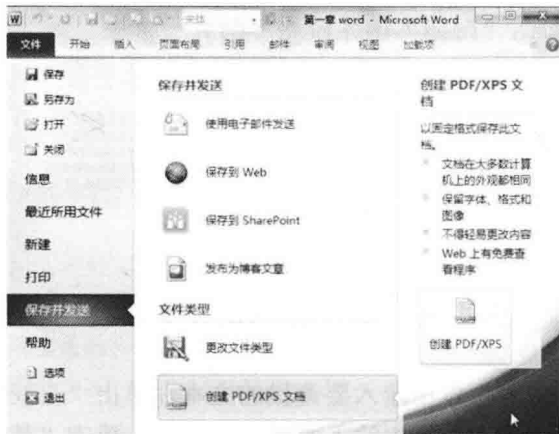 第一章 word - Microsoft Word
文件 开始 插入 页面布局 引用 邮件 审阅 视图 加载项
保存
另存为
打开
关闭
信息
最近所用文件
新建
打印
保存并发送
帮助
选项
退出
保存并发送
使用电子邮件发送
保存到 Web
保存到 SharePoint
发布为博客文章
文件类型
更改文件类型
创建 PDF/XPS 文档
创建 PDF/XPS 文
档
以固定格式保存此文
档。
文档在大多数计算
机上的外观都相同
保留字体、格式和
图像
不得轻易更改内容
Web 上有免费查
看程序
创建 PDF/XPS